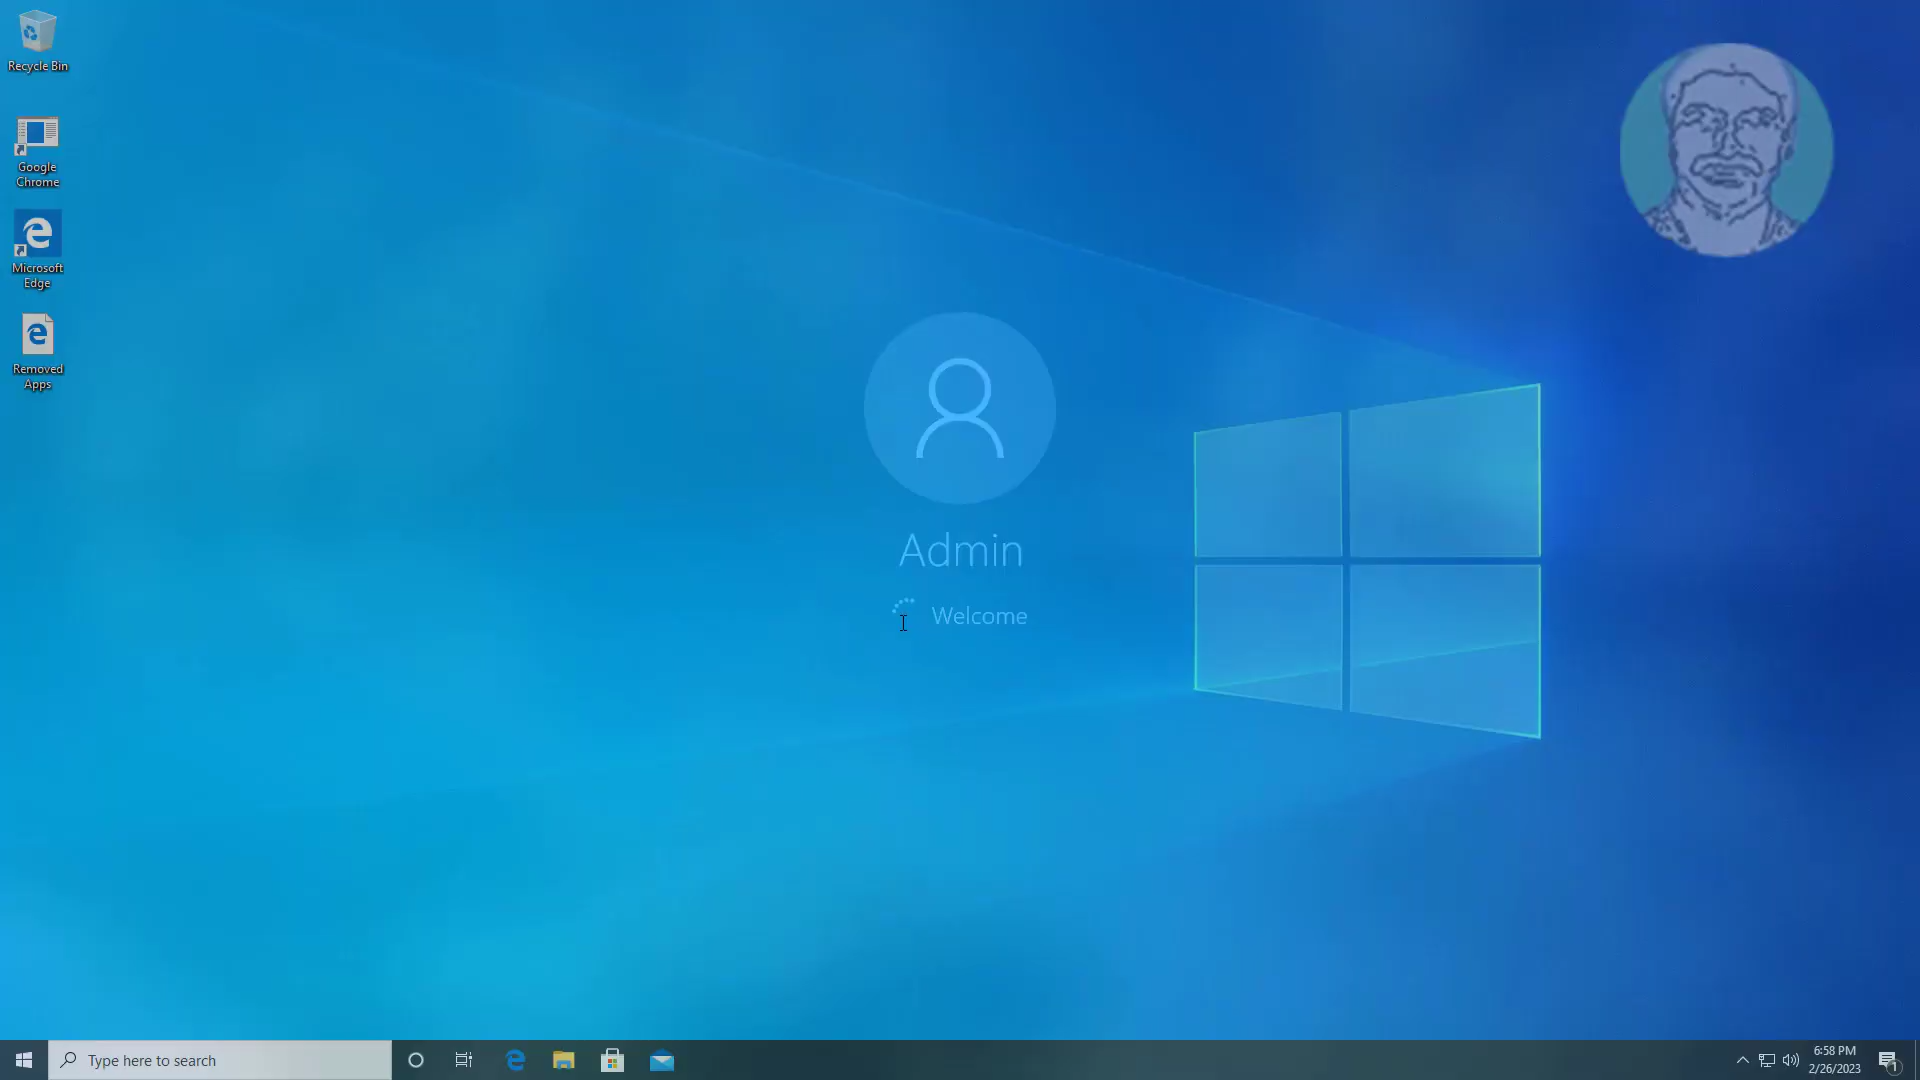 Recycle Bin
Google
Chrome
Microsoft
Edge
Removed
Apps
Admin
Welcome
Type here to search
6:58 PM
2/26/2023
1